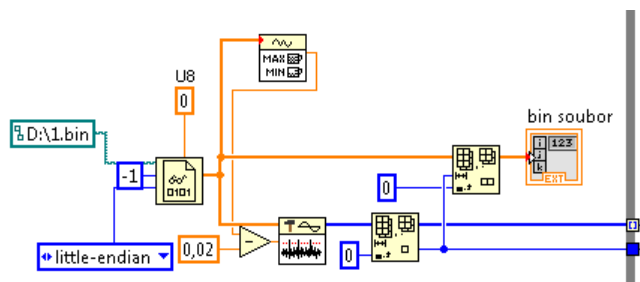 U8
0
MAX
MIN
D:\1.bin
-1
0101
little-endian
0,02
0
0
bin soubor
i
j
k
123
EXT